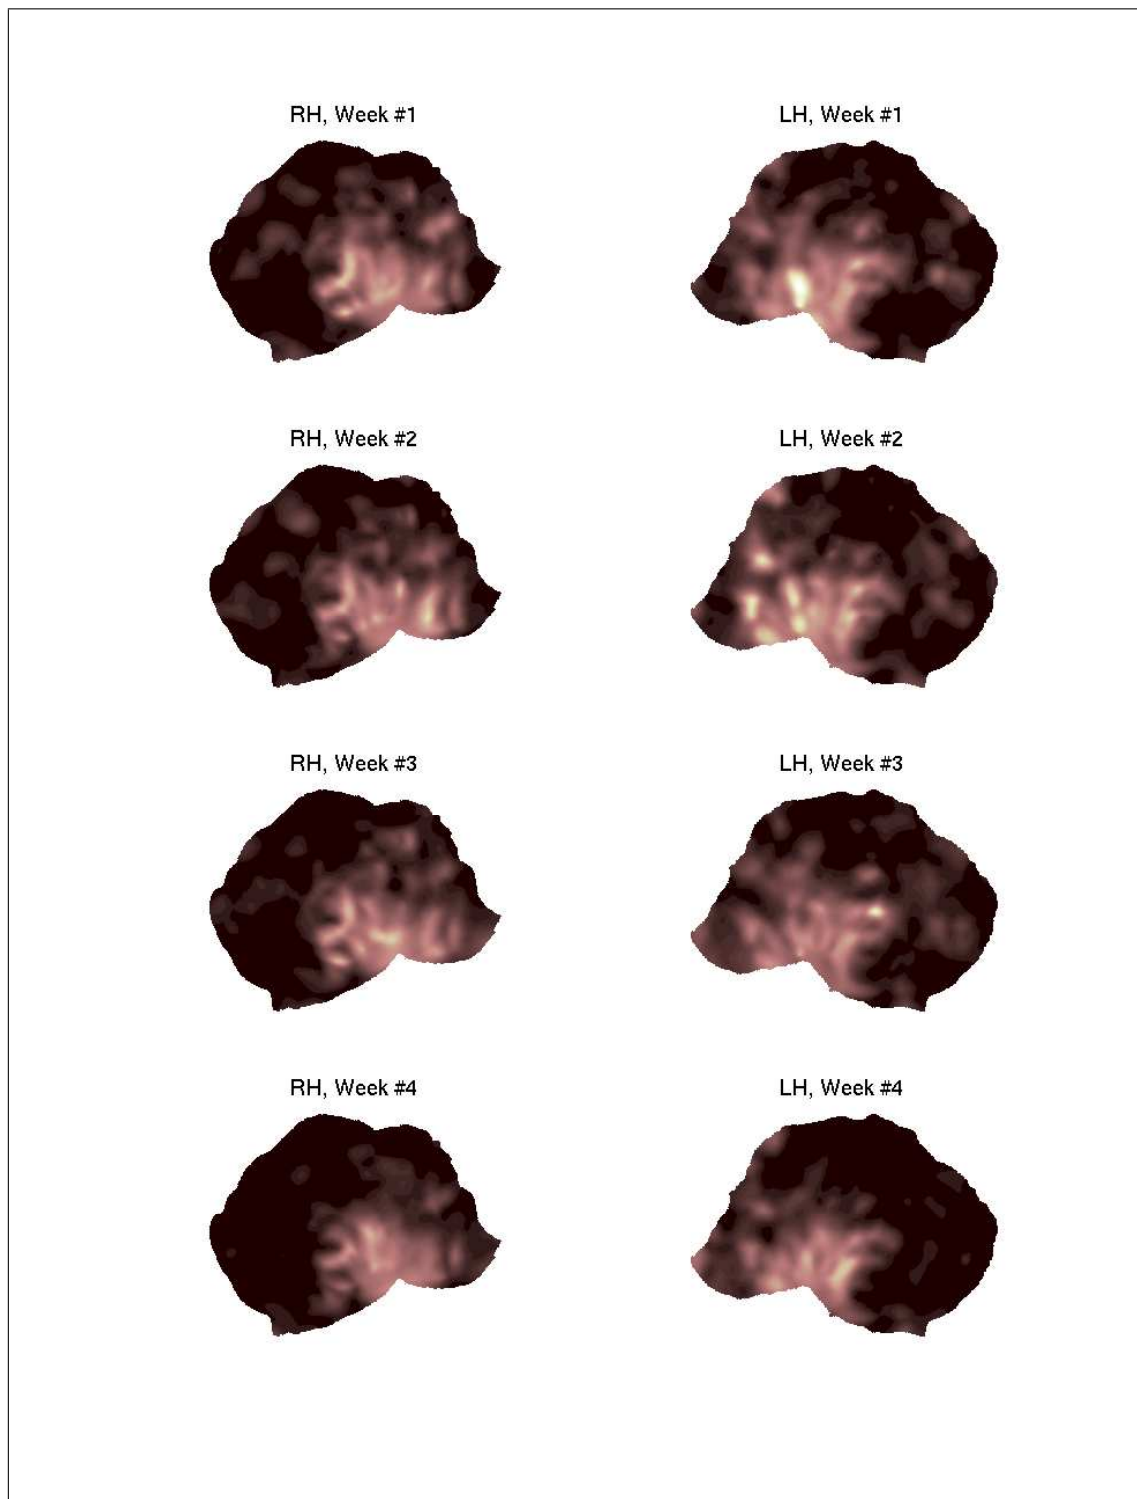 RH, Week #1
LH, Week #1
RH, Week #2
LH, Week #2
RH, Week #3
LH, Week #3
RH, Week #4
LH, Week #4